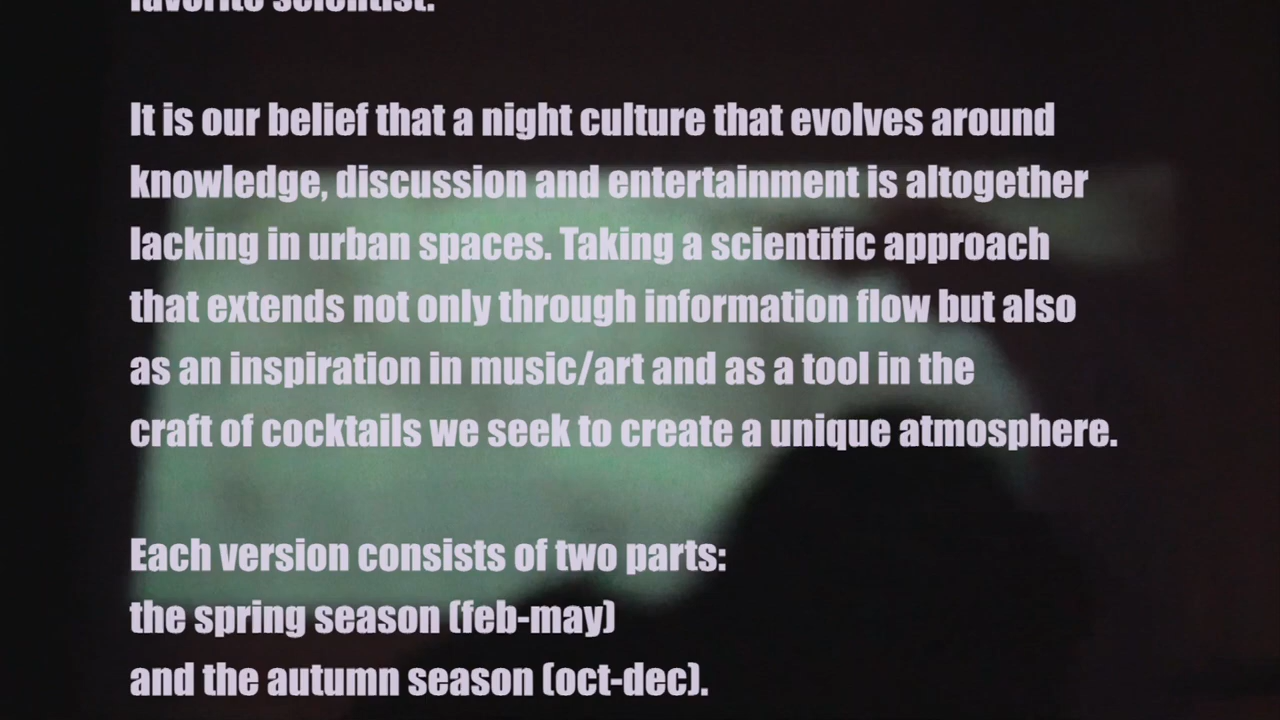 favorite scientist.
It is our belief that a night culture that evolves around
knowledge, discussion and entertainment is altogether
lacking in urban spaces. Taking a scientific approach
that extends not only through information flow but also
as an inspiration in music/art and as a tool in the
craft of cocktails we seek to create a unique atmosphere.
Each version consists of two parts:
the spring season (feb-may)
and the autumn season (oct-dec).